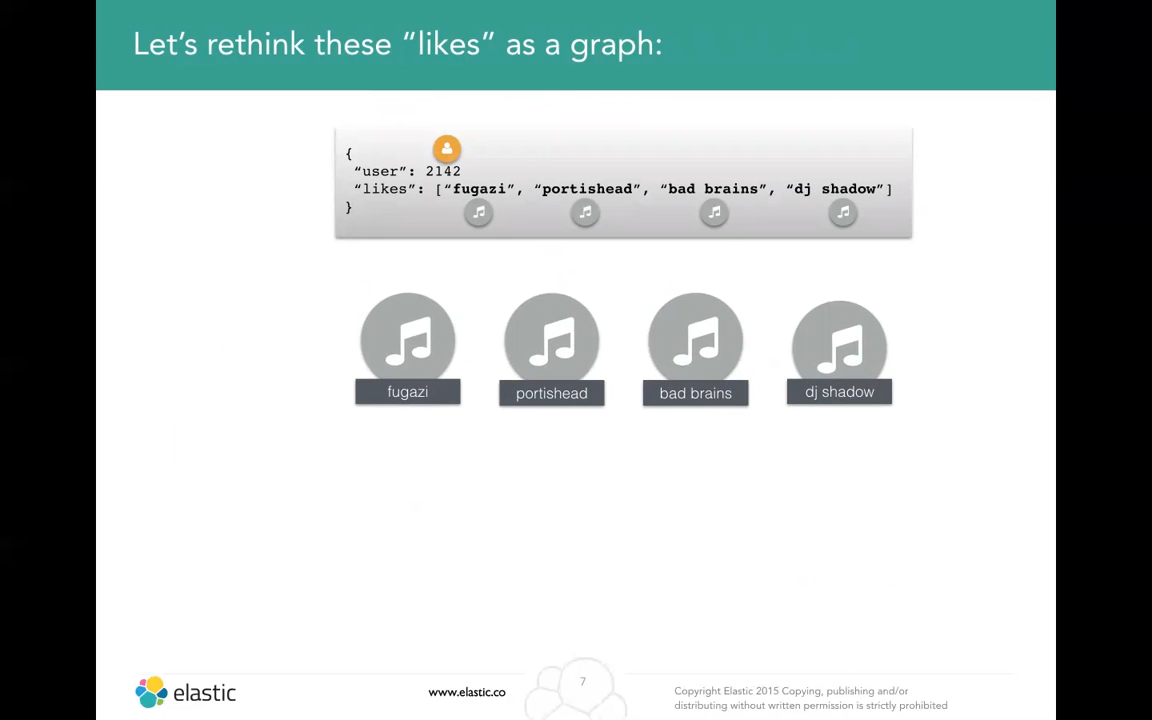 Let’s rethink these “likes” as a graph:
{
“user”: 2142
“likes”: [“fugazi”, “portishead”, “bad brains”, “dj shadow”]
}
fugazi
portishead
bad brains
dj shadow
elastic
www.elastic.co
7
Copyright Elastic 2015 Copying, publishing and/or
distributing without written permission is strictly prohibited